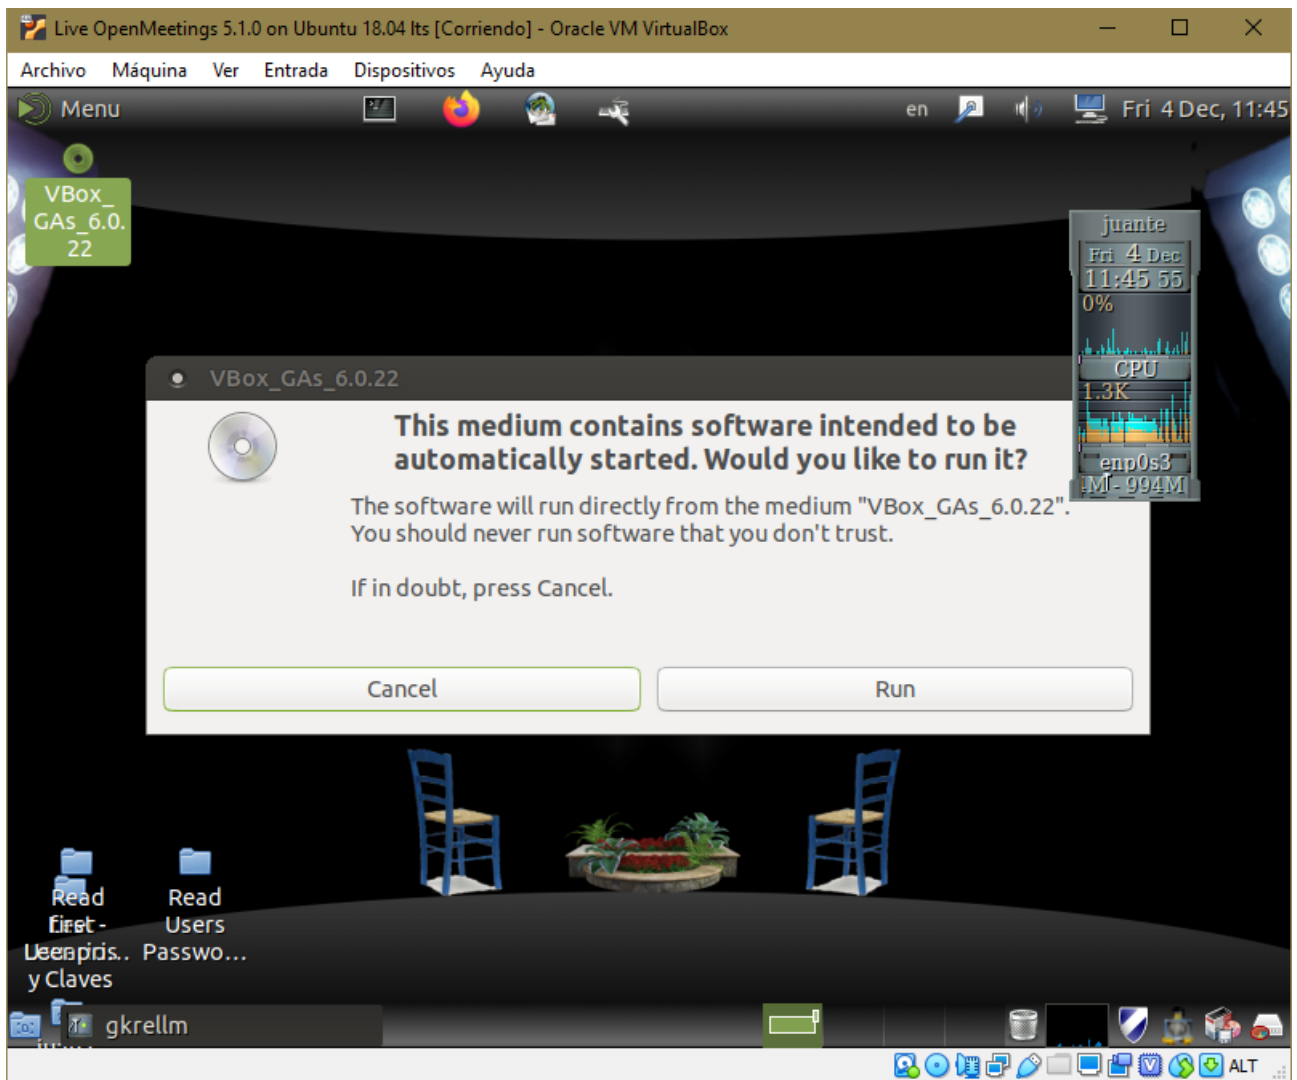 Live OpenMeetings 5.1.0 on Ubuntu 18.04 lts [Corriendo] - Oracle VM VirtualBox
Archivo Máquina Ver Entrada Dispositivos Ayuda
Menu en Fri 4 Dec, 11:45
VBox_
GAs_6.0.
22
juante
Fri 4 Dec
11:45 55
0%
CPU
1.3K
enp0s3
M - 994M
VBox_GAs_6.0.22
This medium contains software intended to be
automatically started. Would you like to run it?
The software will run directly from the medium "VBox_GAs_6.0.22".
You should never run software that you don't trust.
If in doubt, press Cancel.
Cancel Run
Read
y Claves
Read
Users
Passwo...
gkrellm
ALT